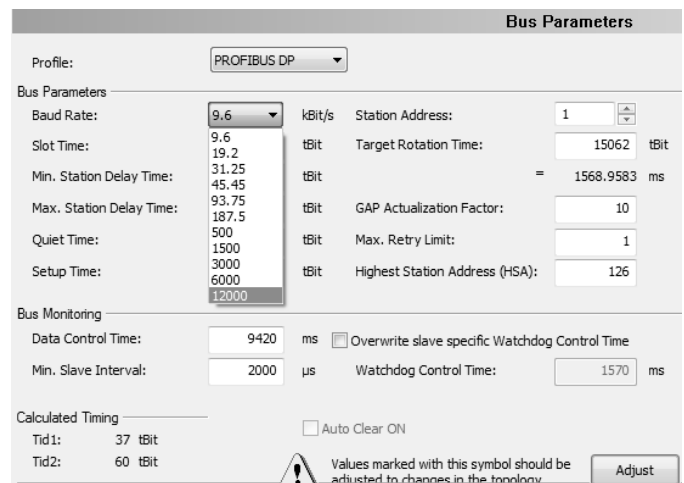 Bus Parameters
Profile: PROFIBUS DP
Bus Parameters
Baud Rate: 9.6 kBit/s Station Address: 1
9.6
Slot Time: tBit Target Rotation Time: 15062 tBit
19.2
31.25
Min. Station Delay Time: tBit = 1568.9583 ms
45.45
93.75
Max. Station Delay Time: tBit GAP Actualization Factor: 10
187.5
500
Quiet Time: tBit Max. Retry Limit: 1
1500
3000
Setup Time: tBit Highest Station Address (HSA): 126
6000
12000
Bus Monitoring
Data Control Time: 9420 ms Overwrite slave specific Watchdog Control Time
Min. Slave Interval: 2000 µs Watchdog Control Time: 1570 ms
Calculated Timing
Auto Clear ON
Tid1: 37 tBit
Tid2: 60 tBit
Values marked with this symbol should be
adjusted to changes in the topology
Adjust